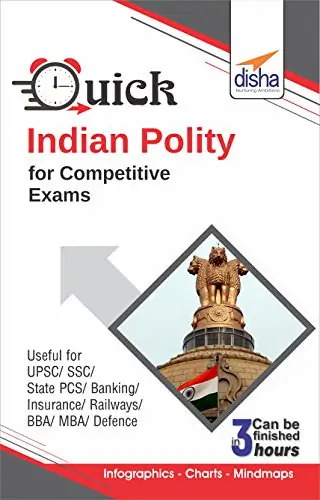 Quick
disha
Nurturing Ambitions
Indian Polity
for Competitive
Exams
Useful for
UPSC/ SSC/
State PCS/ Banking/
Insurance/ Railways/
BBA/ MBA/ Defence
in 3 Can be
finished
hours
Infographics - Charts - Mindmaps